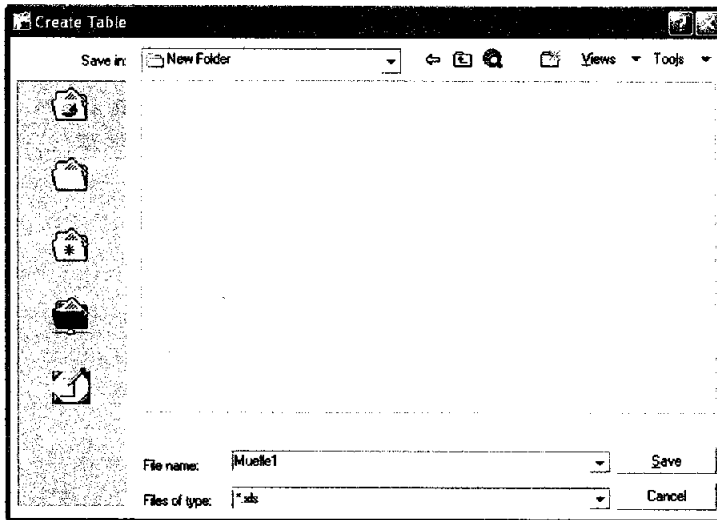 Create Table
Save in: New Folder Views Tools
File name: Muelle1 Save
Files of type: *.xls Cancel